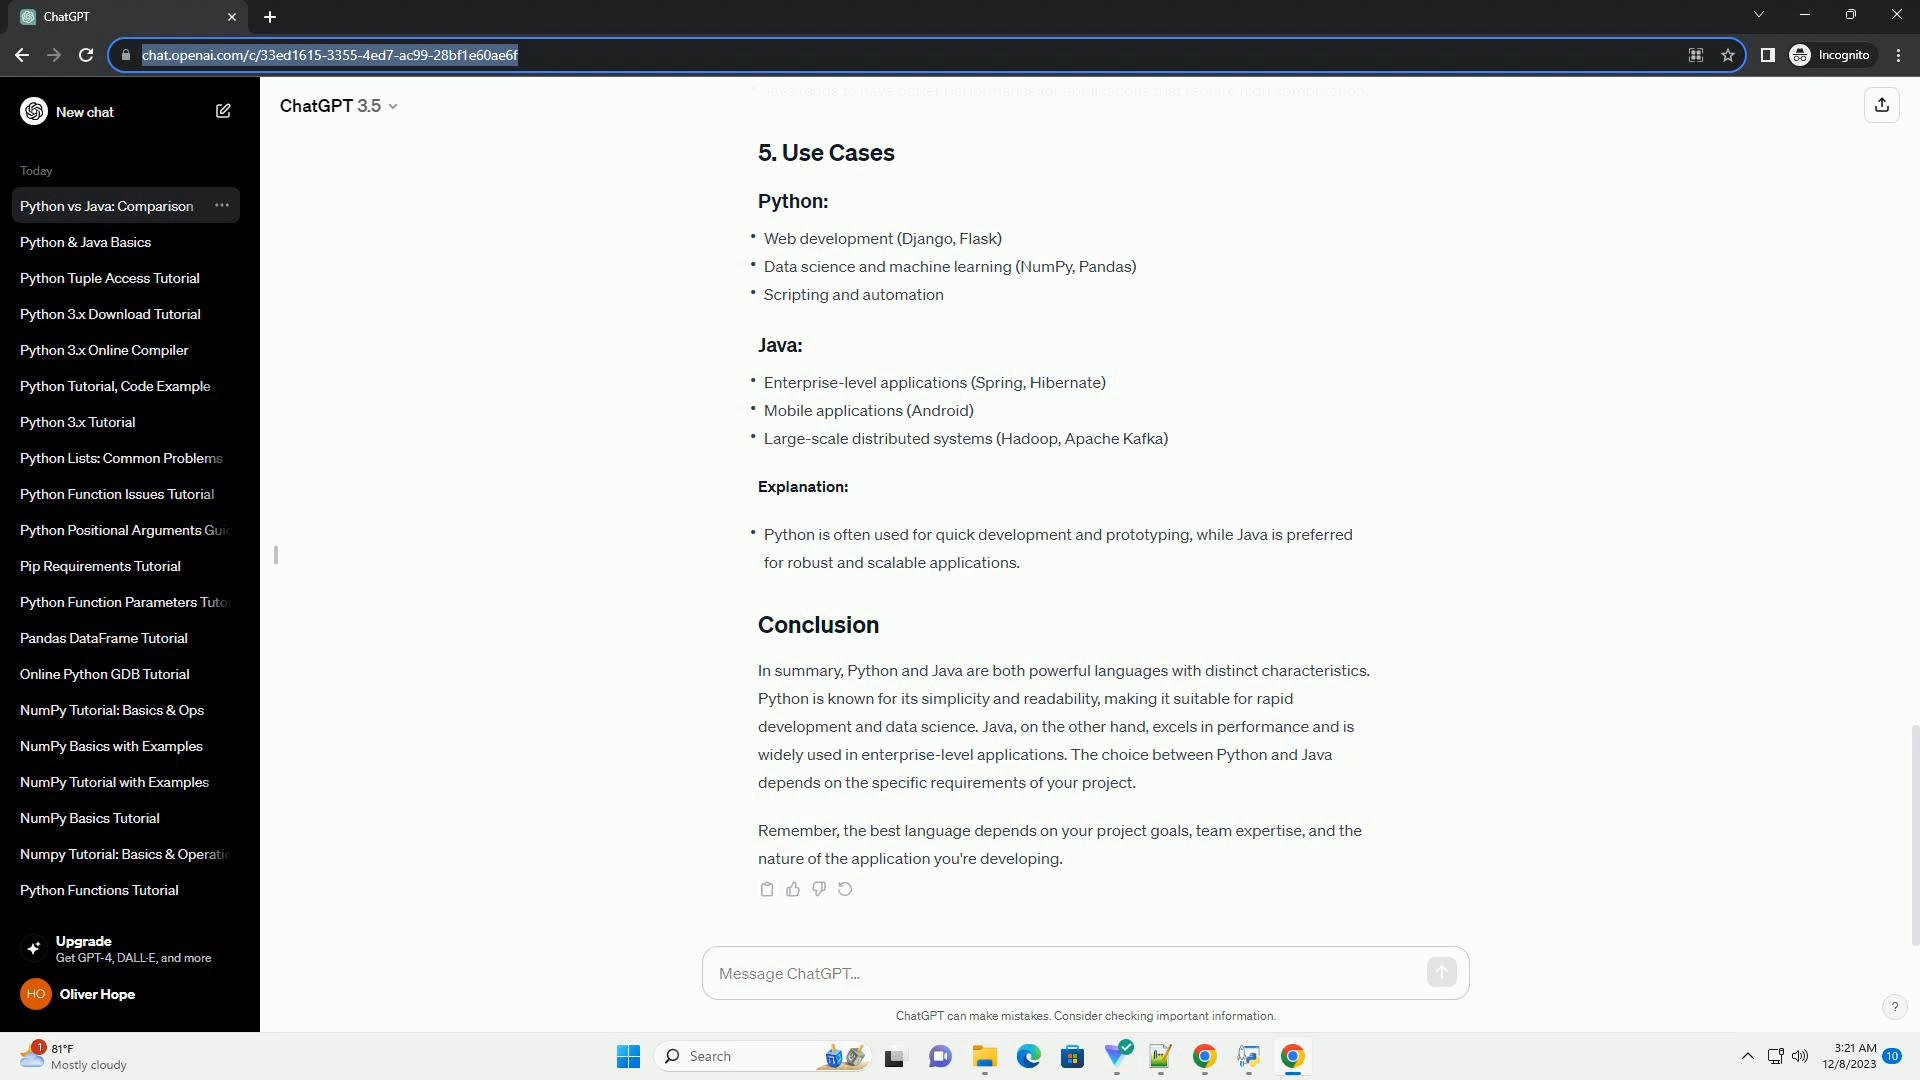 ChatGPT
chat.openai.com/c/33ed1615-3355-4ed7-ac99-28bf1e60ae6f
Incognito
New chat
ChatGPT 3.5
Today
Python vs Java: Comparison
Python & Java Basics
Python Tuple Access Tutorial
Python 3.x Download Tutorial
Python 3.x Online Compiler
Python Tutorial, Code Example
Python 3.x Tutorial
Python Lists: Common Problems
Python Function Issues Tutorial
Python Positional Arguments Gui
Pip Requirements Tutorial
Python Function Parameters Tuto
Pandas DataFrame Tutorial
Online Python GDB Tutorial
NumPy Tutorial: Basics & Ops
NumPy Basics with Examples
NumPy Tutorial with Examples
NumPy Basics Tutorial
Numpy Tutorial: Basics & Operati
Python Functions Tutorial
Upgrade
Get GPT-4, DALL·E, and more
HO Oliver Hope
5. Use Cases
Python:
• Web development (Django, Flask)
• Data science and machine learning (NumPy, Pandas)
• Scripting and automation
Java:
• Enterprise-level applications (Spring, Hibernate)
• Mobile applications (Android)
• Large-scale distributed systems (Hadoop, Apache Kafka)
Explanation:
• Python is often used for quick development and prototyping, while Java is preferred
for robust and scalable applications.
Conclusion
In summary, Python and Java are both powerful languages with distinct characteristics.
Python is known for its simplicity and readability, making it suitable for rapid
development and data science. Java, on the other hand, excels in performance and is
widely used in enterprise-level applications. The choice between Python and Java
depends on the specific requirements of your project.
Remember, the best language depends on your project goals, team expertise, and the
nature of the application you're developing.
Message ChatGPT...
ChatGPT can make mistakes. Consider checking important information.
?
1
81°F
Mostly cloudy
Search
3:21 AM
12/8/2023
10